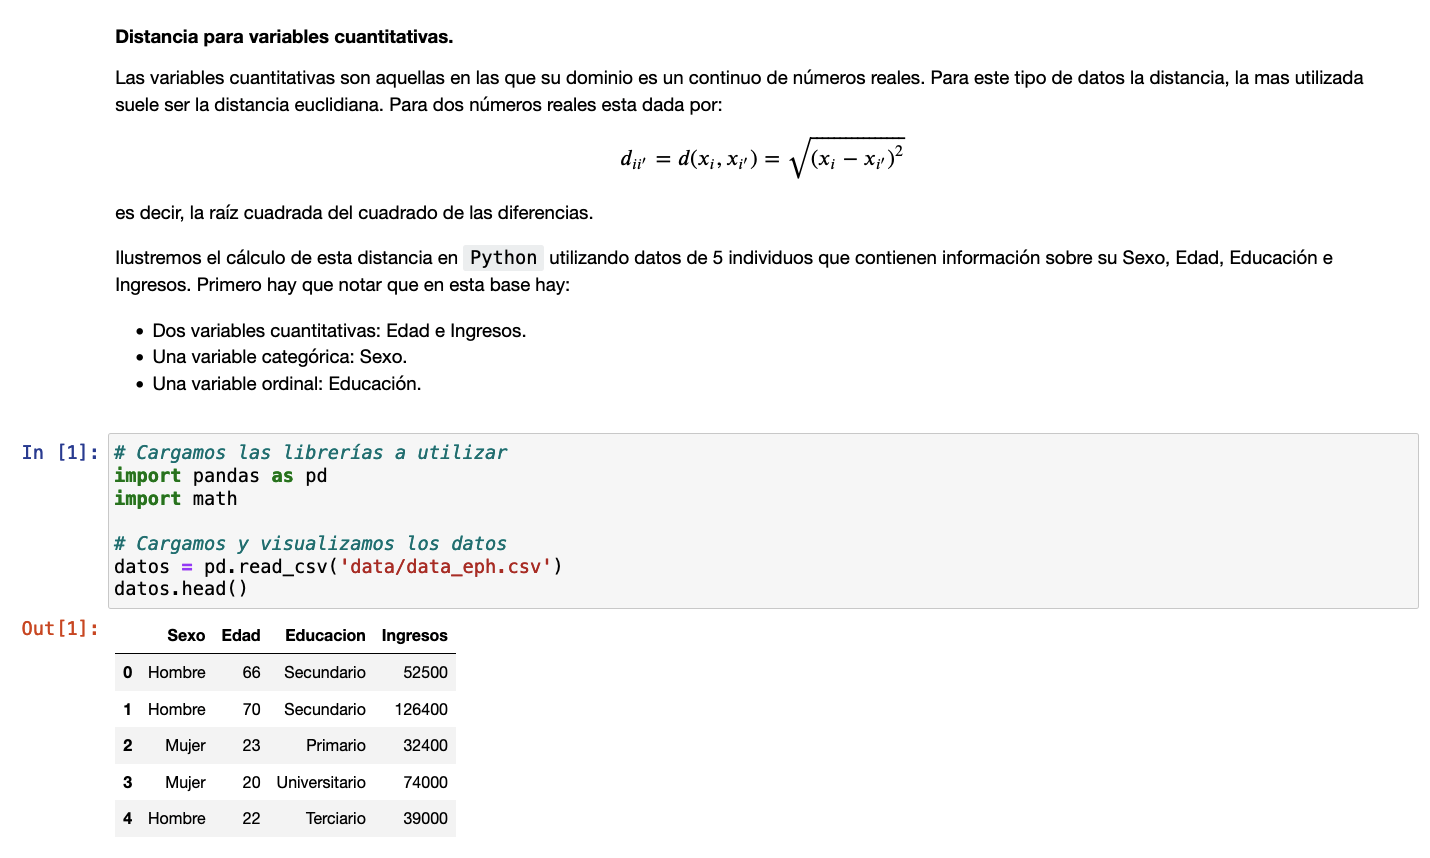 Distancia para variables cuantitativas.
Las variables cuantitativas son aquellas en las que su dominio es un continuo de números reales. Para este tipo de datos la distancia, la mas utilizada
suele ser la distancia euclidiana. Para dos números reales esta dada por:
d_{ii'} = d(x_i, x_{i'}) = √(x_i − x_{i'})²
es decir, la raíz cuadrada del cuadrado de las diferencias.
Ilustremos el cálculo de esta distancia en Python utilizando datos de 5 individuos que contienen información sobre su Sexo, Edad, Educación e
Ingresos. Primero hay que notar que en esta base hay:
• Dos variables cuantitativas: Edad e Ingresos.
• Una variable categórica: Sexo.
• Una variable ordinal: Educación.
In [1]: # Cargamos las librerías a utilizar
import pandas as pd
import math
# Cargamos y visualizamos los datos
datos = pd.read_csv('data/data_eph.csv')
datos.head()
Out[1]:
Sexo Edad Educacion Ingresos
0 Hombre 66 Secundario 52500
1 Hombre 70 Secundario 126400
2 Mujer 23 Primario 32400
3 Mujer 20 Universitario 74000
4 Hombre 22 Terciario 39000